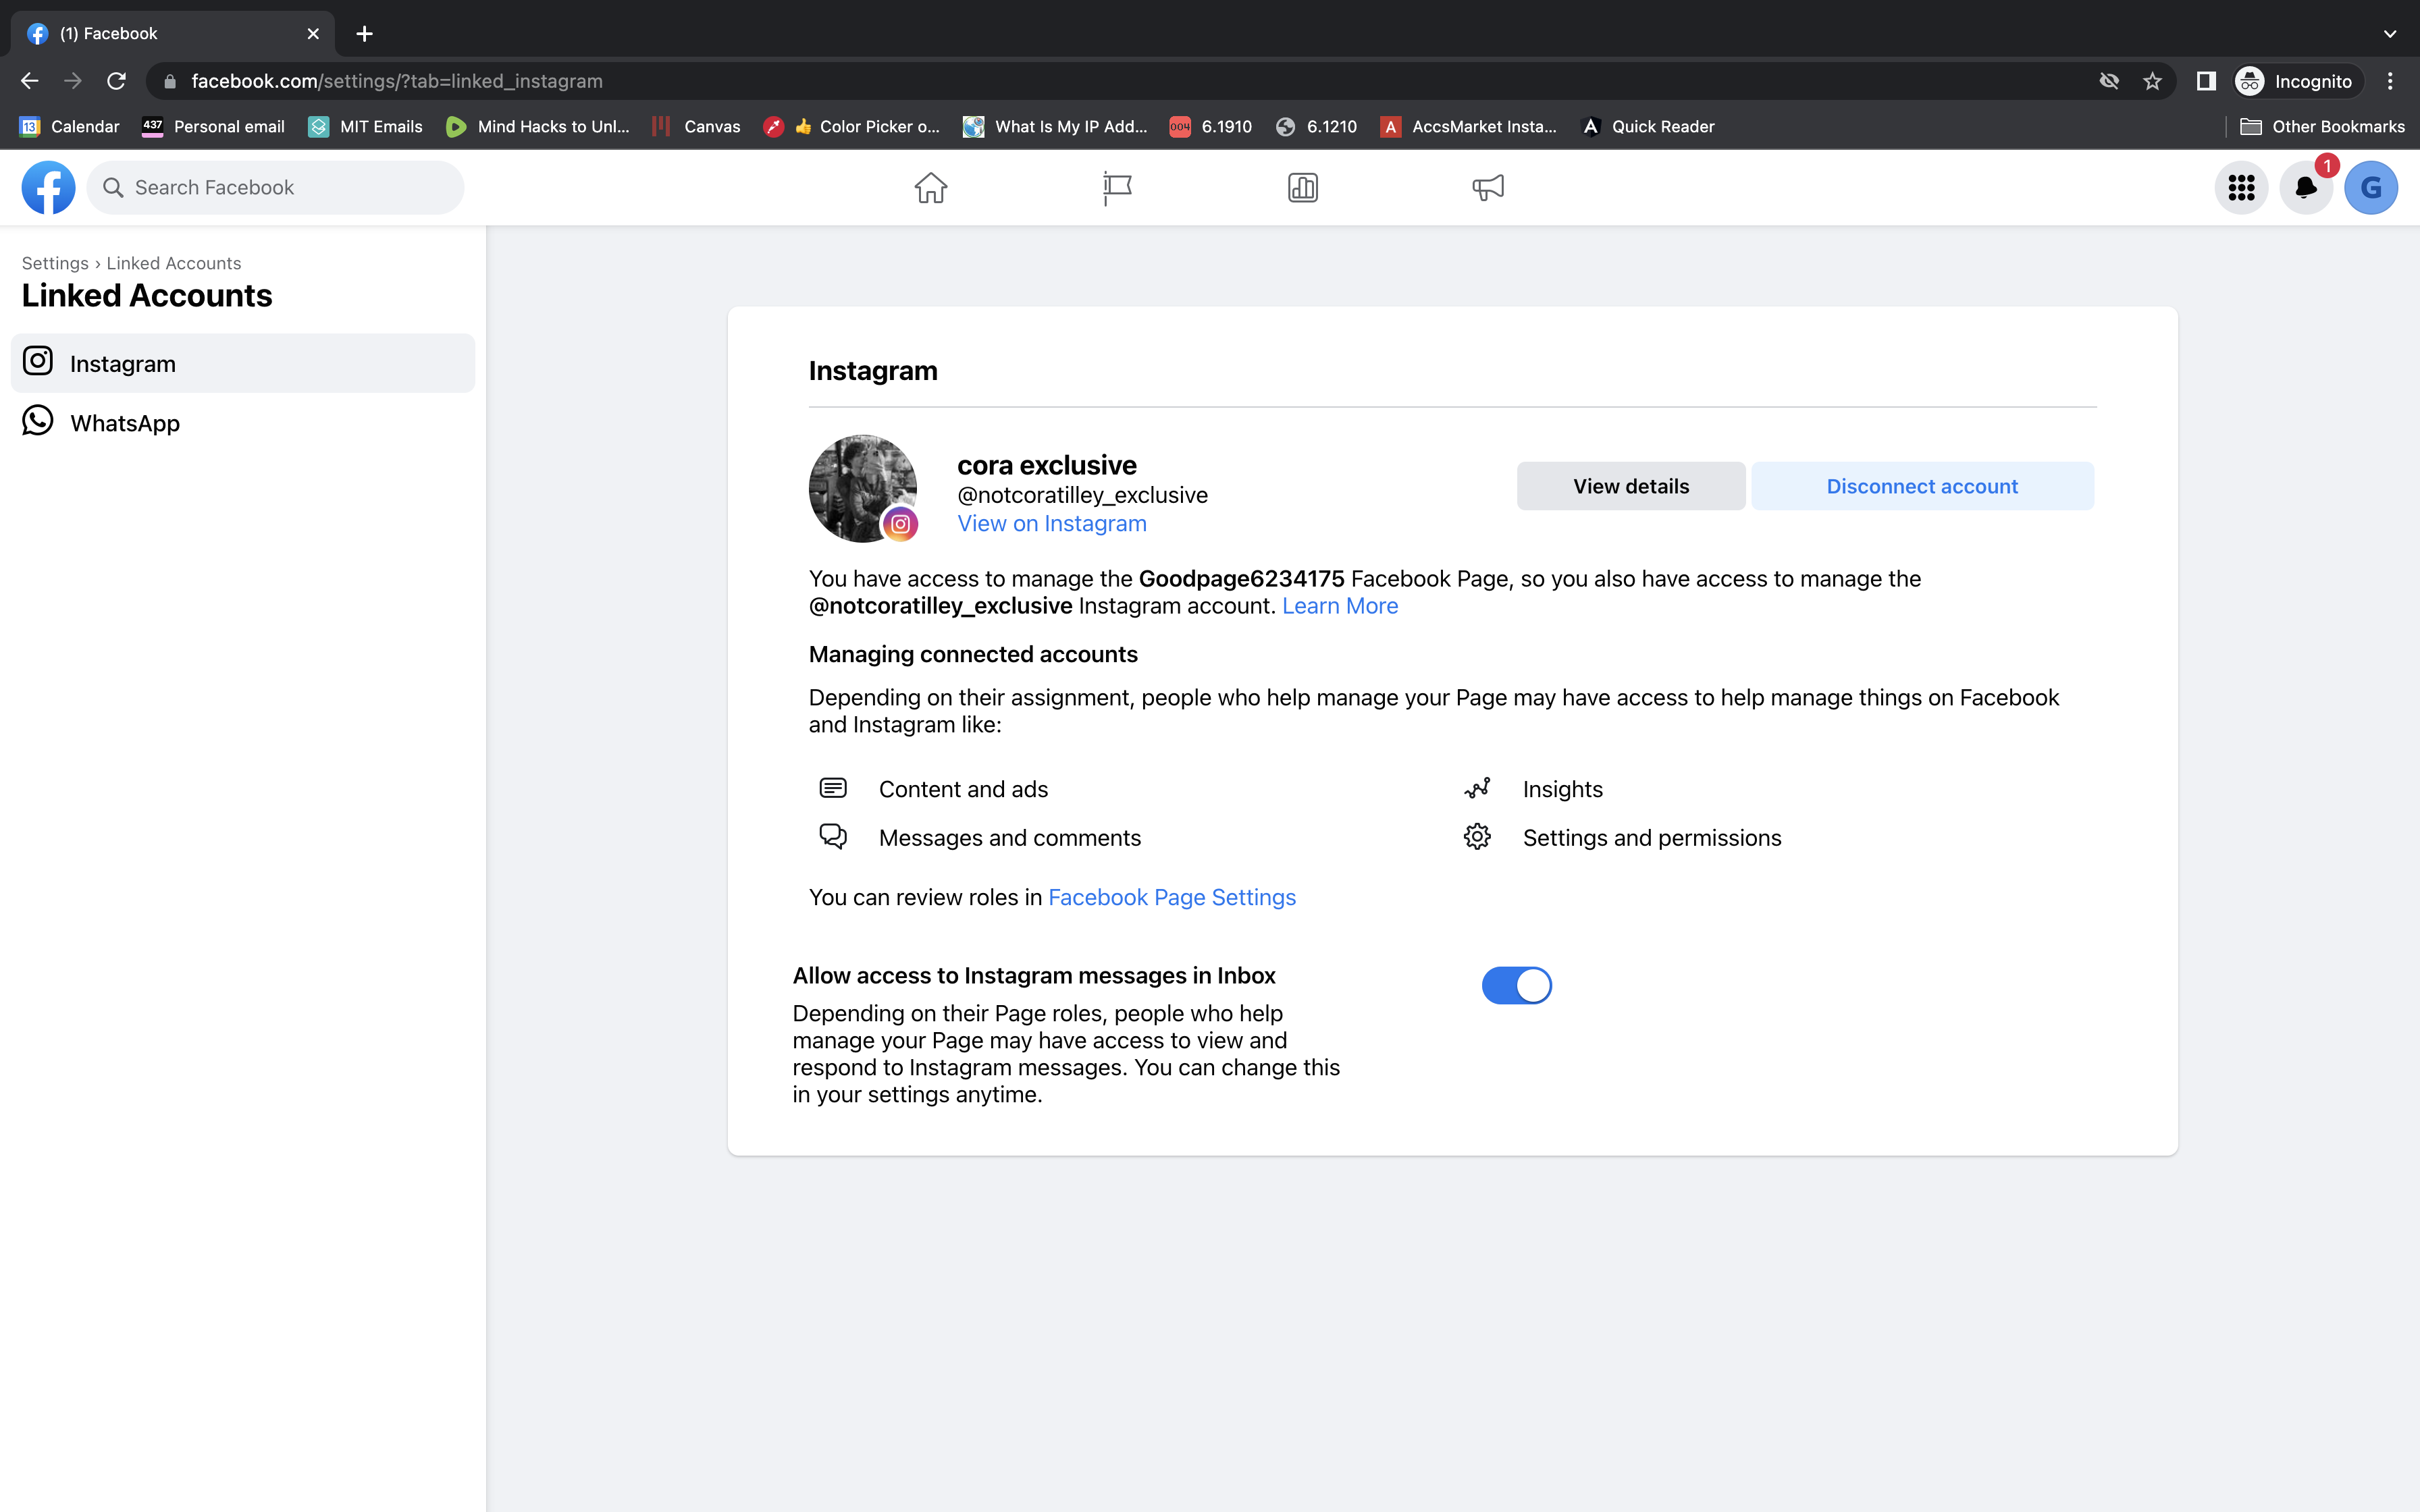 (1) Facebook
facebook.com/settings/?tab=linked_instagram
Incognito
13 Calendar
437 Personal email
MIT Emails
Mind Hacks to Unl...
Canvas
👍 Color Picker o...
What Is My IP Add...
004 6.1910
6.1210
A AccsMarket Insta...
Quick Reader
Other Bookmarks
Search Facebook
1
G
Settings › Linked Accounts
Linked Accounts
Instagram
WhatsApp
Instagram
cora exclusive
@notcoratilley_exclusive
View on Instagram
View details
Disconnect account
You have access to manage the Goodpage6234175 Facebook Page, so you also have access to manage the
@notcoratilley_exclusive Instagram account. Learn More
Managing connected accounts
Depending on their assignment, people who help manage your Page may have access to help manage things on Facebook
and Instagram like:
Content and ads
Insights
Messages and comments
Settings and permissions
You can review roles in Facebook Page Settings
Allow access to Instagram messages in Inbox
Depending on their Page roles, people who help
manage your Page may have access to view and
respond to Instagram messages. You can change this
in your settings anytime.